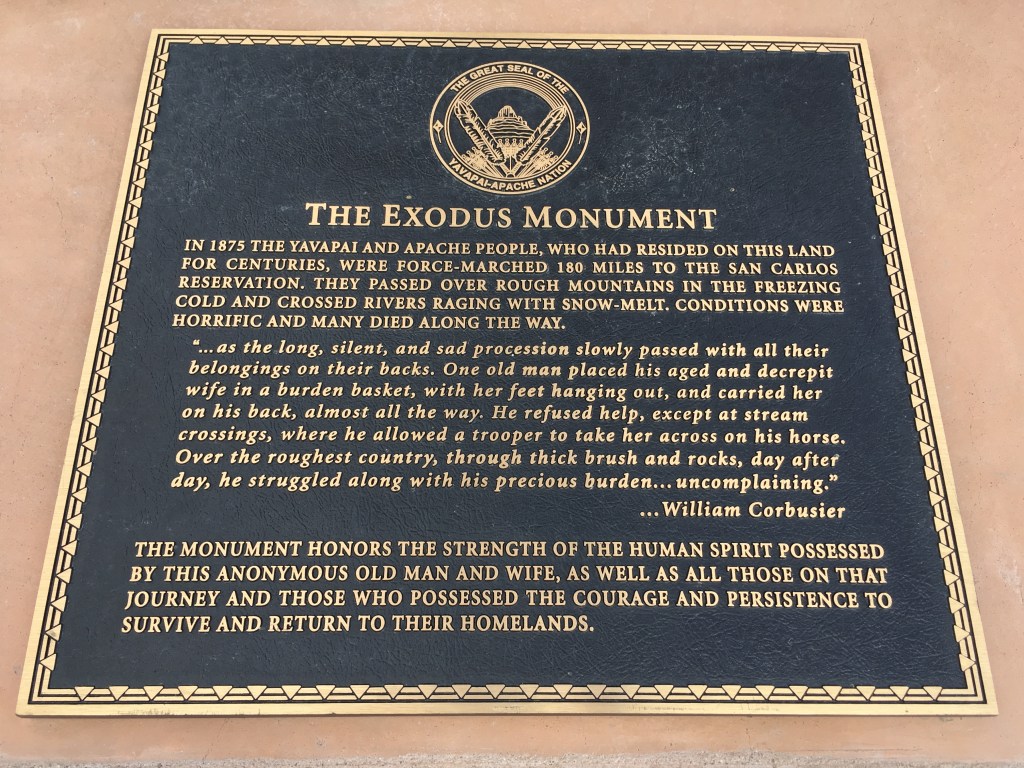 THE GREAT SEAL OF THE
YAVAPAI-APACHE NATION
THE EXODUS MONUMENT
IN 1875 THE YAVAPAI AND APACHE PEOPLE, WHO HAD RESIDED ON THIS LAND
FOR CENTURIES, WERE FORCE-MARCHED 180 MILES TO THE SAN CARLOS
RESERVATION. THEY PASSED OVER ROUGH MOUNTAINS IN THE FREEZING
COLD AND CROSSED RIVERS RAGING WITH SNOW-MELT. CONDITIONS WERE
HORRIFIC AND MANY DIED ALONG THE WAY.
"...as the long, silent, and sad procession slowly passed with all their
belongings on their backs. One old man placed his aged and decrepit
wife in a burden basket, with her feet hanging out, and carried her
on his back, almost all the way. He refused help, except at stream
crossings, where he allowed a trooper to take her across on his horse.
Over the roughest country, through thick brush and rocks, day after
day, he struggled along with his precious burden... uncomplaining."
...William Corbusier
THE MONUMENT HONORS THE STRENGTH OF THE HUMAN SPIRIT POSSESSED
BY THIS ANONYMOUS OLD MAN AND WIFE, AS WELL AS ALL THOSE ON THAT
JOURNEY AND THOSE WHO POSSESSED THE COURAGE AND PERSISTENCE TO
SURVIVE AND RETURN TO THEIR HOMELANDS.